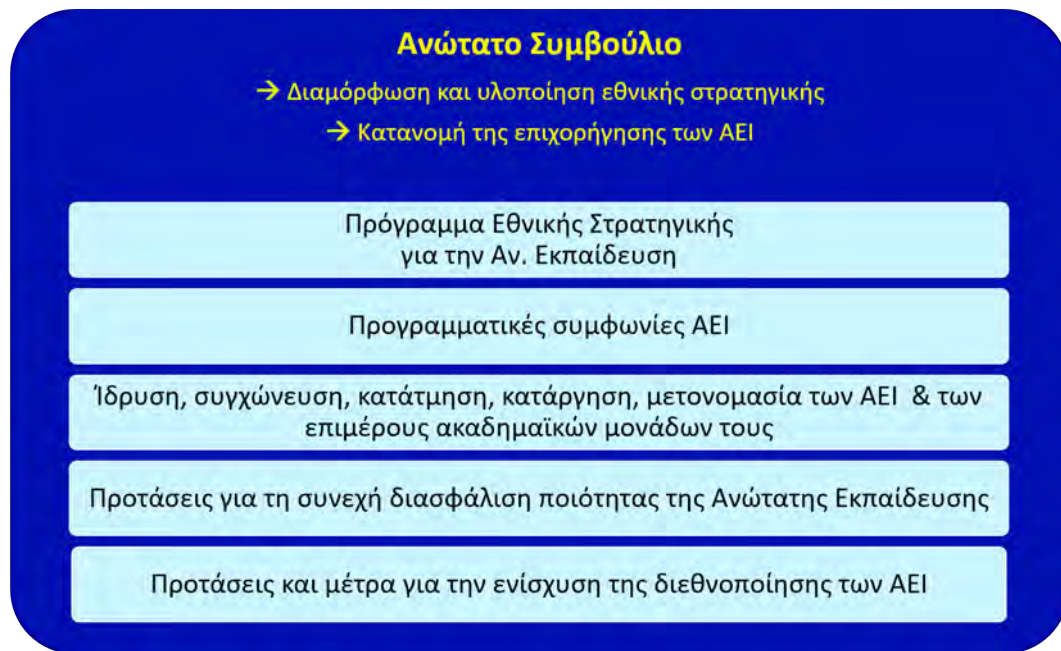 Ανώτατο Συμβούλιο
→ Διαμόρφωση και υλοποίηση εθνικής στρατηγικής
→ Κατανομή της επιχορήγησης των ΑΕΙ
Πρόγραμμα Εθνικής Στρατηγικής
για την Αν. Εκπαίδευση
Προγραμματικές συμφωνίες ΑΕΙ
Ίδρυση, συγχώνευση, κατάτμηση, κατάργηση, μετονομασία των ΑΕΙ & των
επιμέρους ακαδημαϊκών μονάδων τους
Προτάσεις για τη συνεχή διασφάλιση ποιότητας της Ανώτατης Εκπαίδευσης
Προτάσεις και μέτρα για την ενίσχυση της διεθνοποίησης των ΑΕΙ